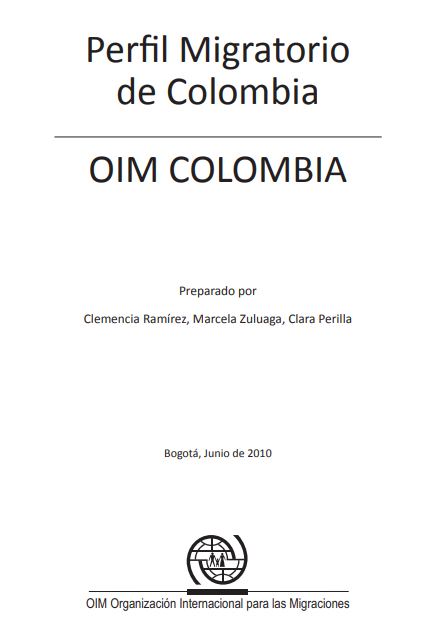 Perfil Migratorio
de Colombia
OIM COLOMBIA
Preparado por
Clemencia Ramírez, Marcela Zuluaga, Clara Perilla
Bogotá, Junio de 2010
OIM Organización Internacional para las Migraciones